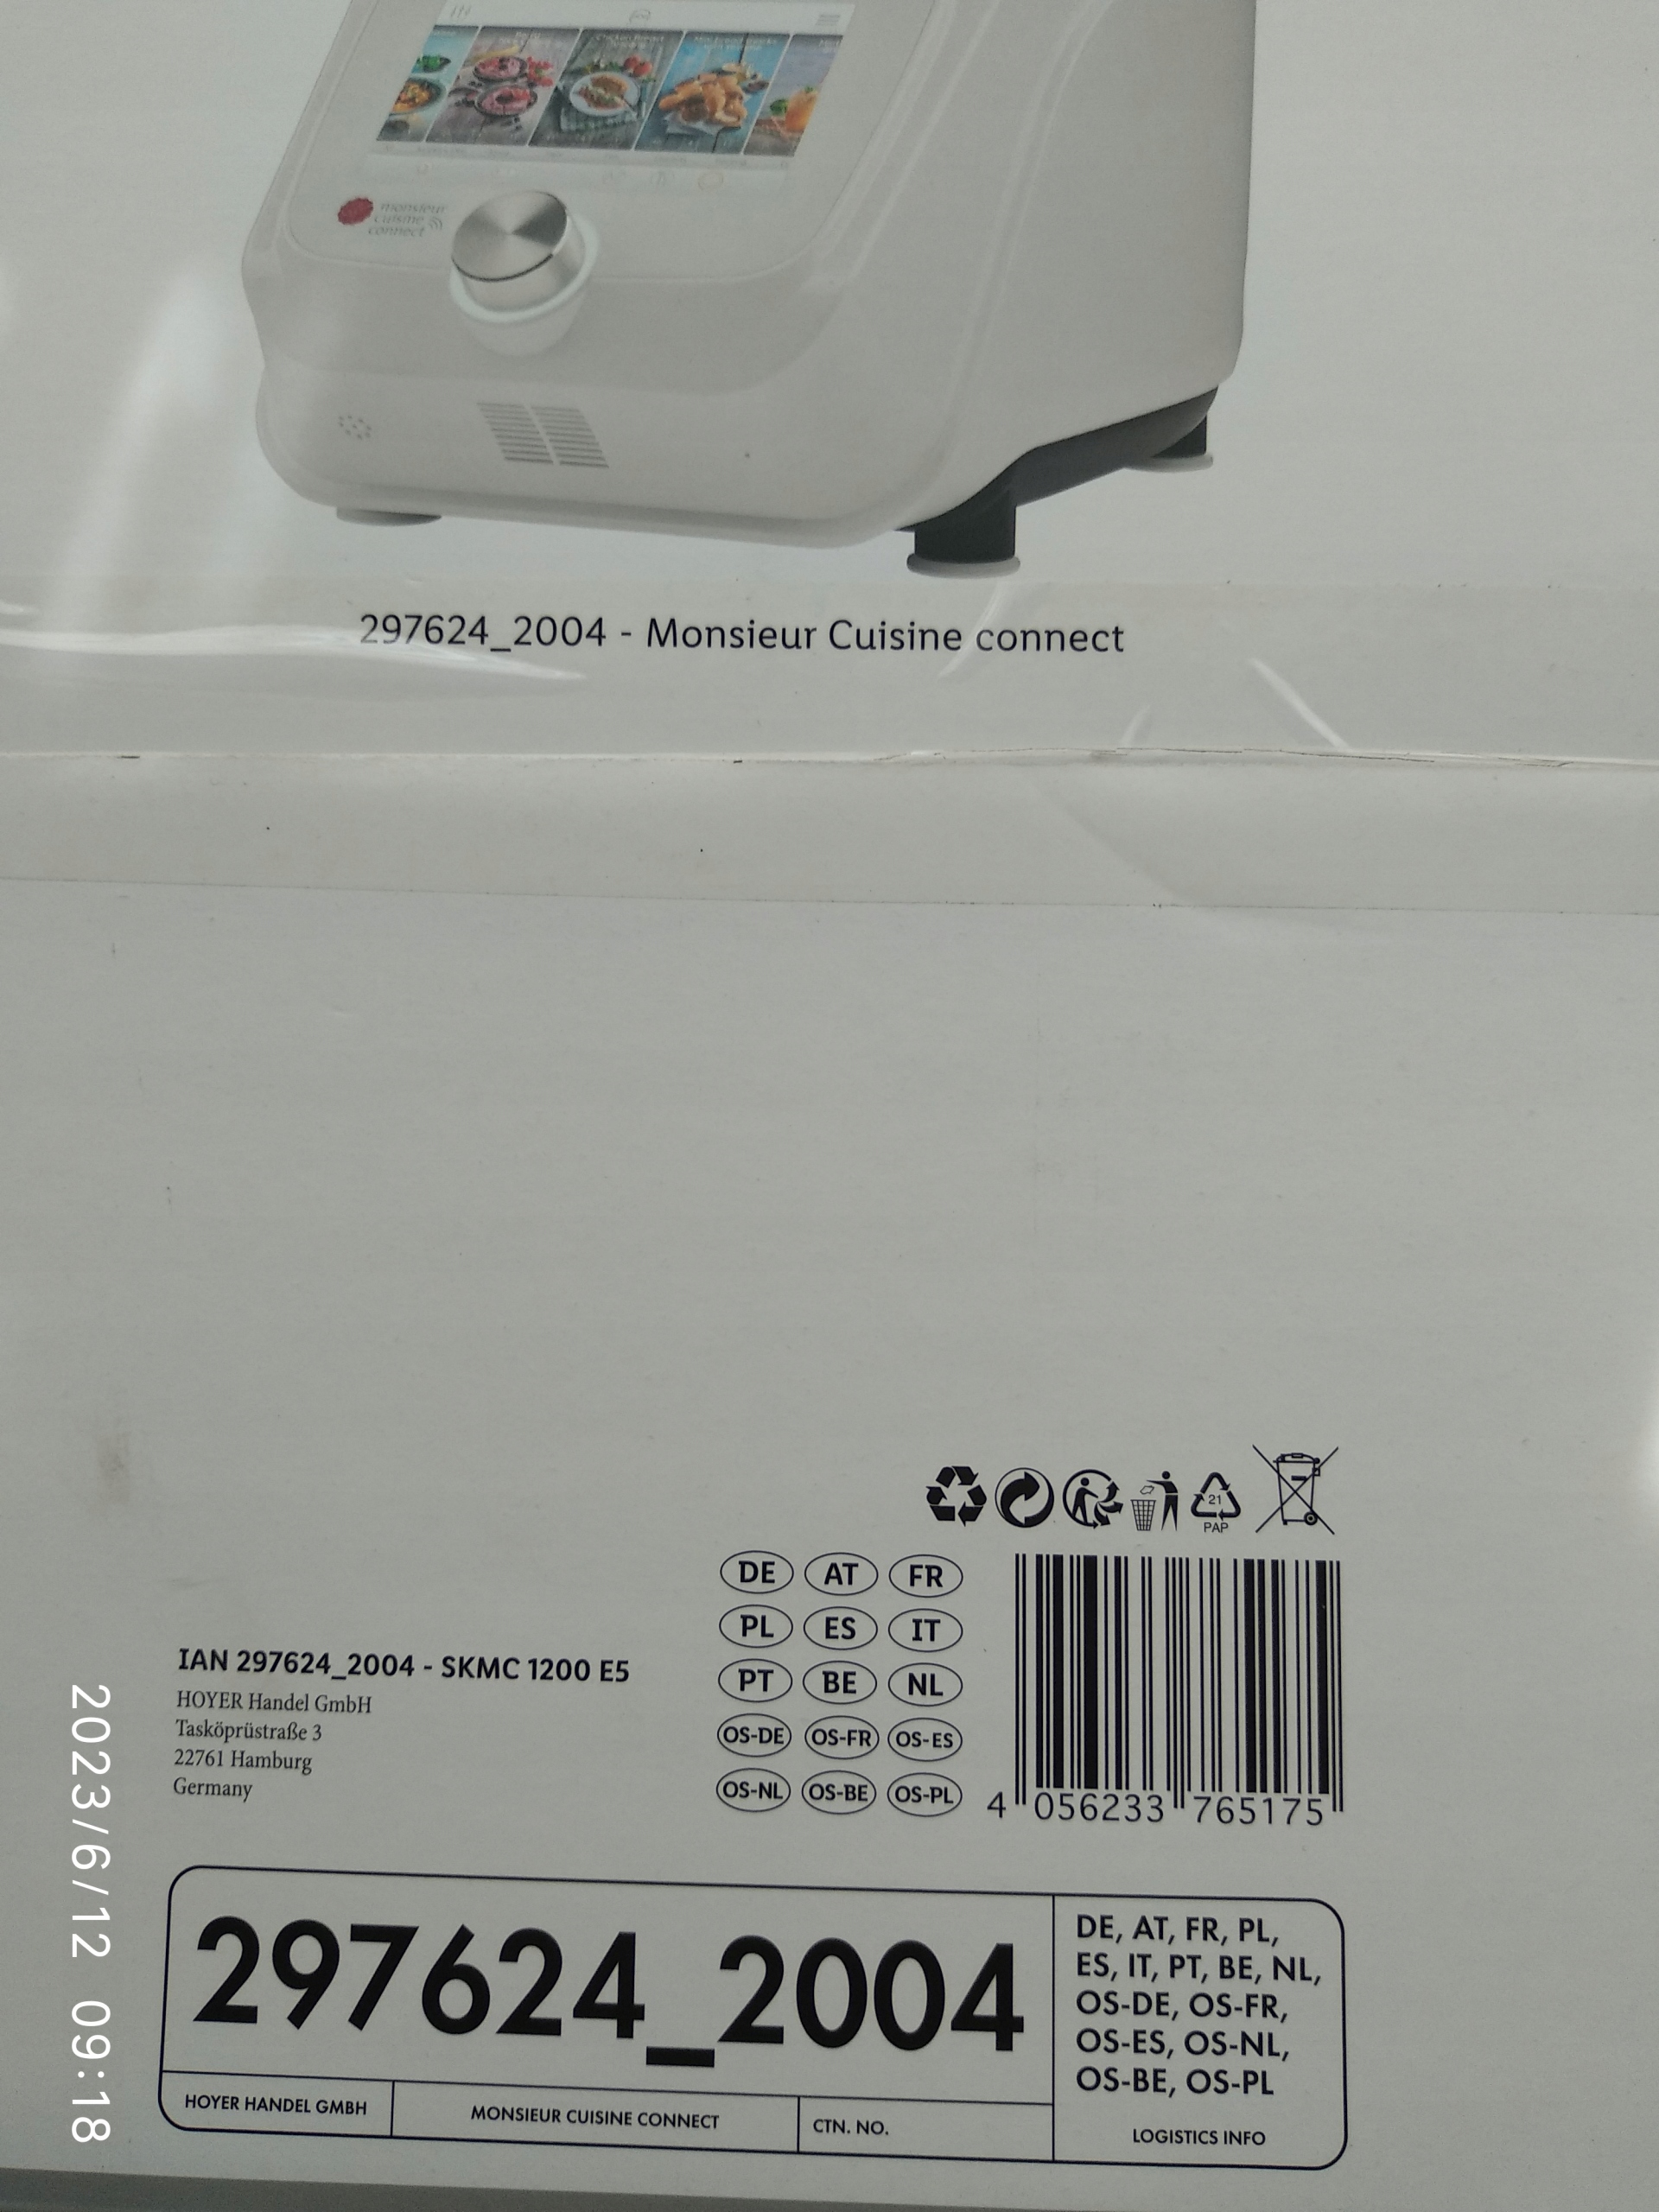 monsieur
cuisine
connect
297624_2004 - Monsieur Cuisine connect
21
PAP
DE AT FR
PL ES IT
PT BE NL
OS-DE OS-FR OS-ES
OS-NL OS-BE OS-PL
4 056233 765175
IAN 297624_2004 - SKMC 1200 E5
HOYER Handel GmbH
Tasköprüstraße 3
22761 Hamburg
Germany
297624_2004
HOYER HANDEL GMBH
MONSIEUR CUISINE CONNECT
CTN. NO.
DE, AT, FR, PL,
ES, IT, PT, BE, NL,
OS-DE, OS-FR,
OS-ES, OS-NL,
OS-BE, OS-PL
LOGISTICS INFO
2023/6/12 09:18